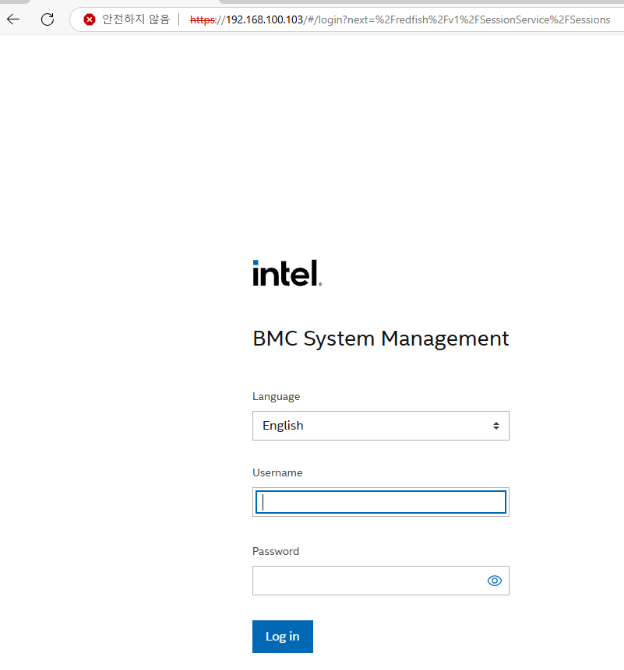 안전하지 않음 | https://192.168.100.103/#/login?next=%2Fredfish%2Fv1%2FSessionService%2FSessions
intel.
BMC System Management
Language
English
Username
Password
Log in